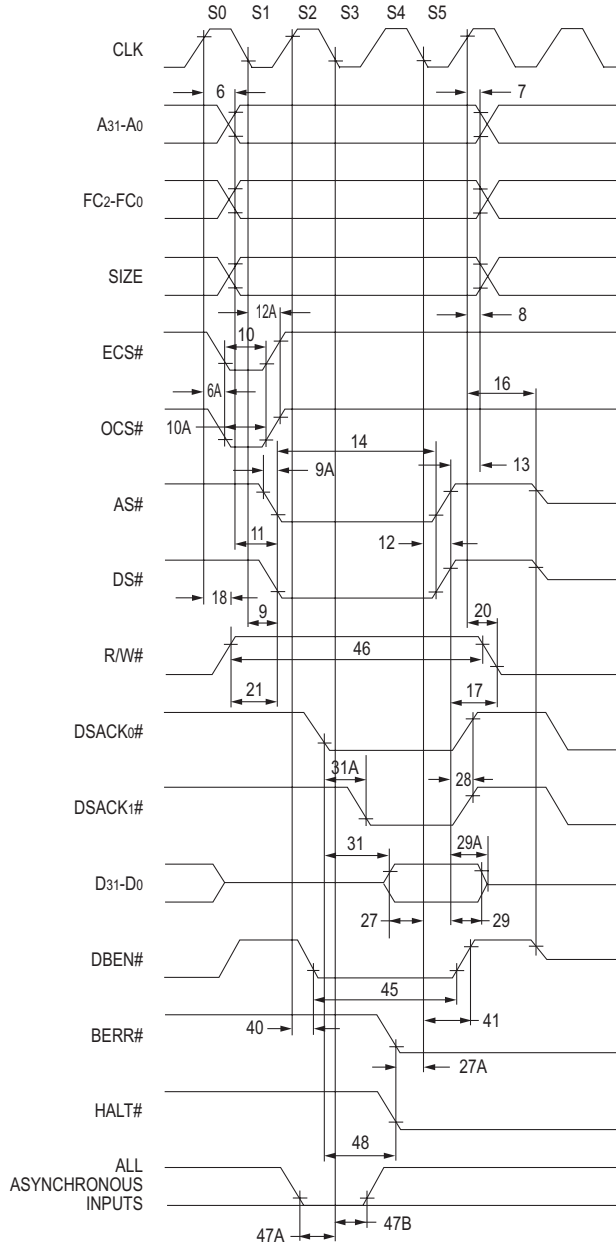 S0 S1 S2 S3 S4 S5
CLK
6 7
A31-A0
FC2-FC0
SIZE
12A 8
10
ECS#
6A 16
10A
OCS#
14
9A 13
AS#
11 12
DS#
18 9 20
R/W#
46
21 17
DSACK0#
31A 28
DSACK1#
31 29A
D31-D0
27 29
DBEN#
45
40 41
BERR#
27A
HALT#
48
ALL
ASYNCHRONOUS
INPUTS
47A 47B